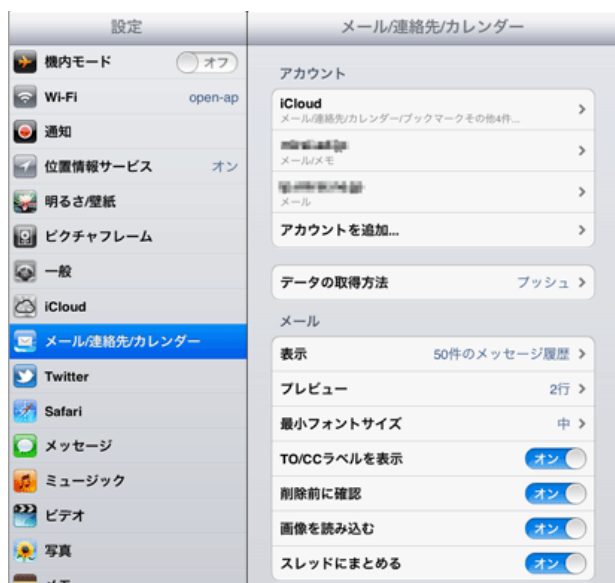 設定
機内モード オフ
Wi-Fi open-ap
通知
位置情報サービス オン
明るさ/壁紙
ピクチャフレーム
一般
iCloud
メール/連絡先/カレンダー
Twitter
Safari
メッセージ
ミュージック
ビデオ
写真
メール/連絡先/カレンダー
アカウント
iCloud
メール/連絡先/カレンダー/ブックマークその他4件...
メール/メモ
メール
アカウントを追加...
データの取得方法 プッシュ
メール
表示 50件のメッセージ履歴
プレビュー 2行
最小フォントサイズ 中
TO/CCラベルを表示 オン
削除前に確認 オン
画像を読み込む オン
スレッドにまとめる オン